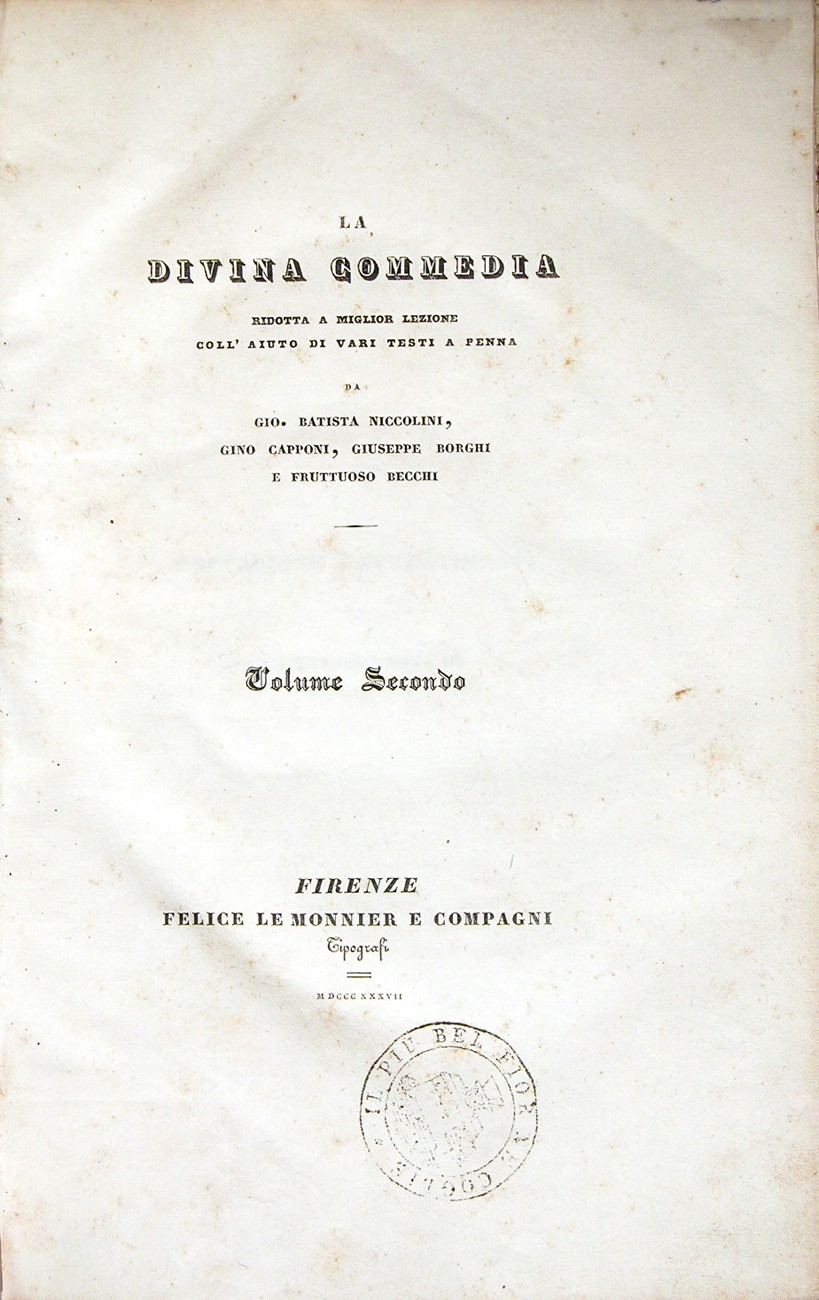 LA
DIVINA COMMEDIA
RIDOTTA A MIGLIOR LEZIONE
COLL' AIUTO DI VARI TESTI A PENNA
DA
GIO. BATISTA NICCOLINI,
GINO CAPPONI, GIUSEPPE BORGHI
E FRUTTUOSO BECCHI
Volume Secondo
FIRENZE
FELICE LE MONNIER E COMPAGNI
Tipografi
MDCCCXXXVII
IL PIU BEL FIOR NE COGLIE